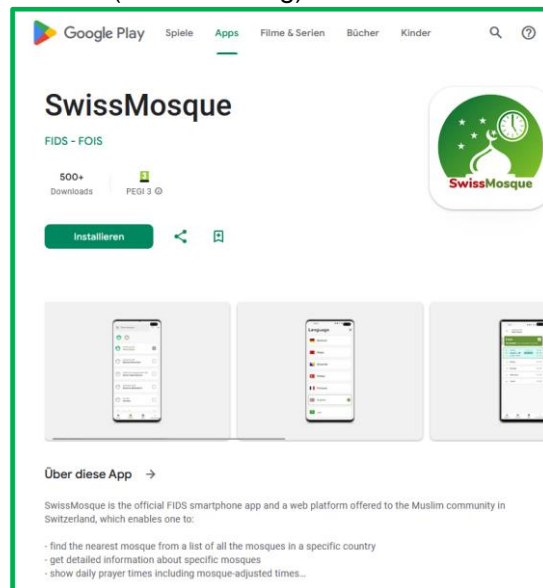 Google Play Spiele Apps Filme & Serien Bücher Kinder
SwissMosque
FIDS - FOIS
SwissMosque
500+
Downloads
3
PEGI 3
Installieren
Language
Über diese App →
SwissMosque is the official FIDS smartphone app and a web platform offered to the Muslim community in
Switzerland, which enables one to:
- find the nearest mosque from a list of all the mosques in a specific country
- get detailed information about specific mosques
- show daily prayer times including mosque-adjusted times...